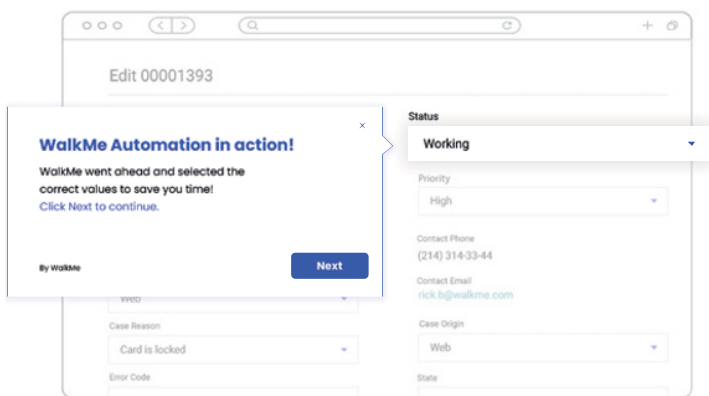 Edit 00001393
WalkMe Automation in action!
WalkMe went ahead and selected the
correct values to save you time!
Click Next to continue.
By WalkMe
Next
Web
Case Reason
Card is locked
Error Code
Status
Working
Priority
High
Contact Phone
(214) 314-33-44
Contact Email
rick.b@walkme.com
Case Origin
Web
State